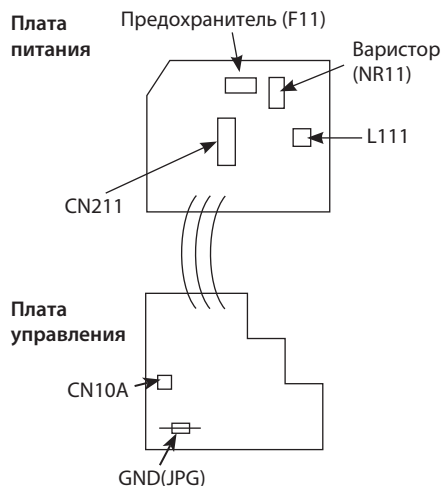 Плата
питания
Предохранитель (F11)
Варистор
(NR11)
L111
CN211
Плата
управления
CN10A
GND(JPG)